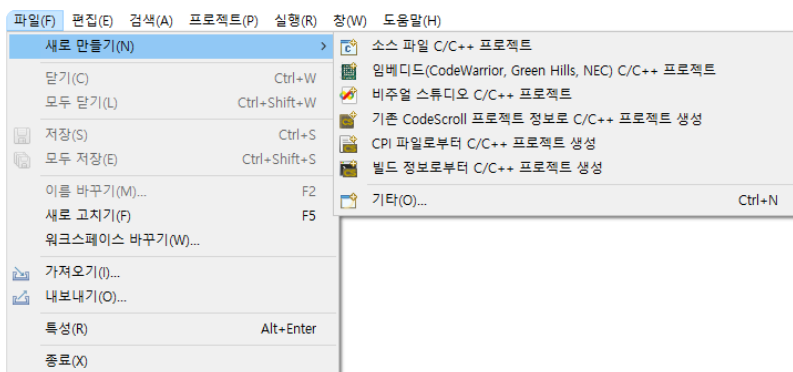 파일(F) 편집(E) 검색(A) 프로젝트(P) 실행(R) 창(W) 도움말(H)
새로 만들기(N) >
닫기(C) Ctrl+W
모두 닫기(L) Ctrl+Shift+W
저장(S) Ctrl+S
모두 저장(E) Ctrl+Shift+S
이름 바꾸기(M)... F2
새로 고치기(F) F5
워크스페이스 바꾸기(W)...
가져오기(I)...
내보내기(O)...
특성(R) Alt+Enter
종료(X)
소스 파일 C/C++ 프로젝트
임베디드(CodeWarrior, Green Hills, NEC) C/C++ 프로젝트
비주얼 스튜디오 C/C++ 프로젝트
기존 CodeScroll 프로젝트 정보로 C/C++ 프로젝트 생성
CPI 파일로부터 C/C++ 프로젝트 생성
빌드 정보로부터 C/C++ 프로젝트 생성
기타(O)... Ctrl+N